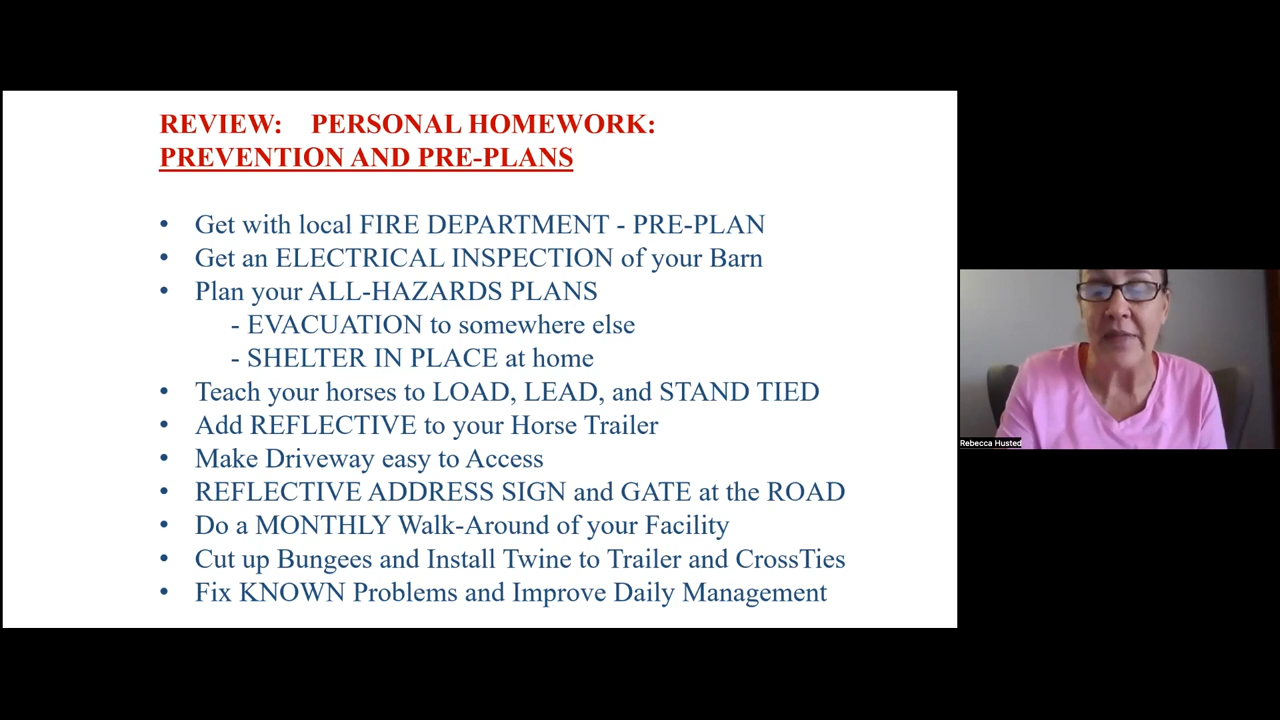 REVIEW: PERSONAL HOMEWORK:
PREVENTION AND PRE-PLANS
• Get with local FIRE DEPARTMENT - PRE-PLAN
• Get an ELECTRICAL INSPECTION of your Barn
• Plan your ALL-HAZARDS PLANS
- EVACUATION to somewhere else
- SHELTER IN PLACE at home
• Teach your horses to LOAD, LEAD, and STAND TIED
• Add REFLECTIVE to your Horse Trailer
• Make Driveway easy to Access
• REFLECTIVE ADDRESS SIGN and GATE at the ROAD
• Do a MONTHLY Walk-Around of your Facility
• Cut up Bungees and Install Twine to Trailer and CrossTies
• Fix KNOWN Problems and Improve Daily Management
Rebecca Husted